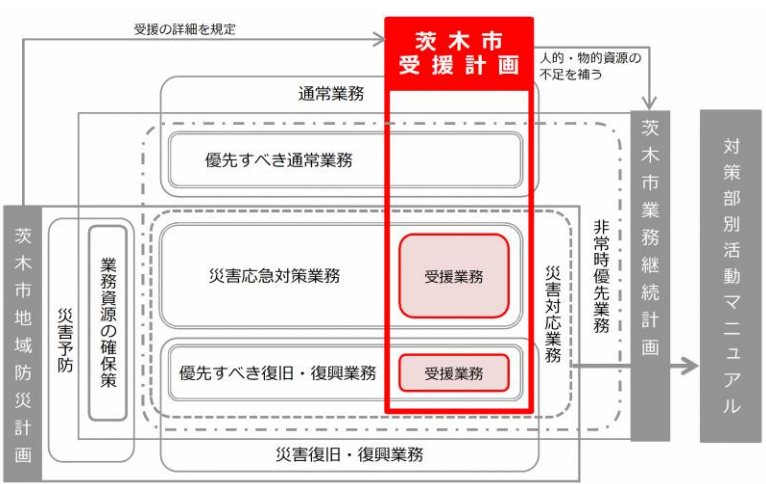 受援の詳細を規定
茨木市
受援計画
人的・物的資源の
不足を補う
通常業務
優先すべき通常業務
茨木市地域防災計画
災害予防
業務資源の確保策
災害応急対策業務
受援業務
優先すべき復旧・復興業務
受援業務
災害対応業務
非常時優先業務
茨木市業務継続計画
対策部別活動マニュアル
災害復旧・復興業務